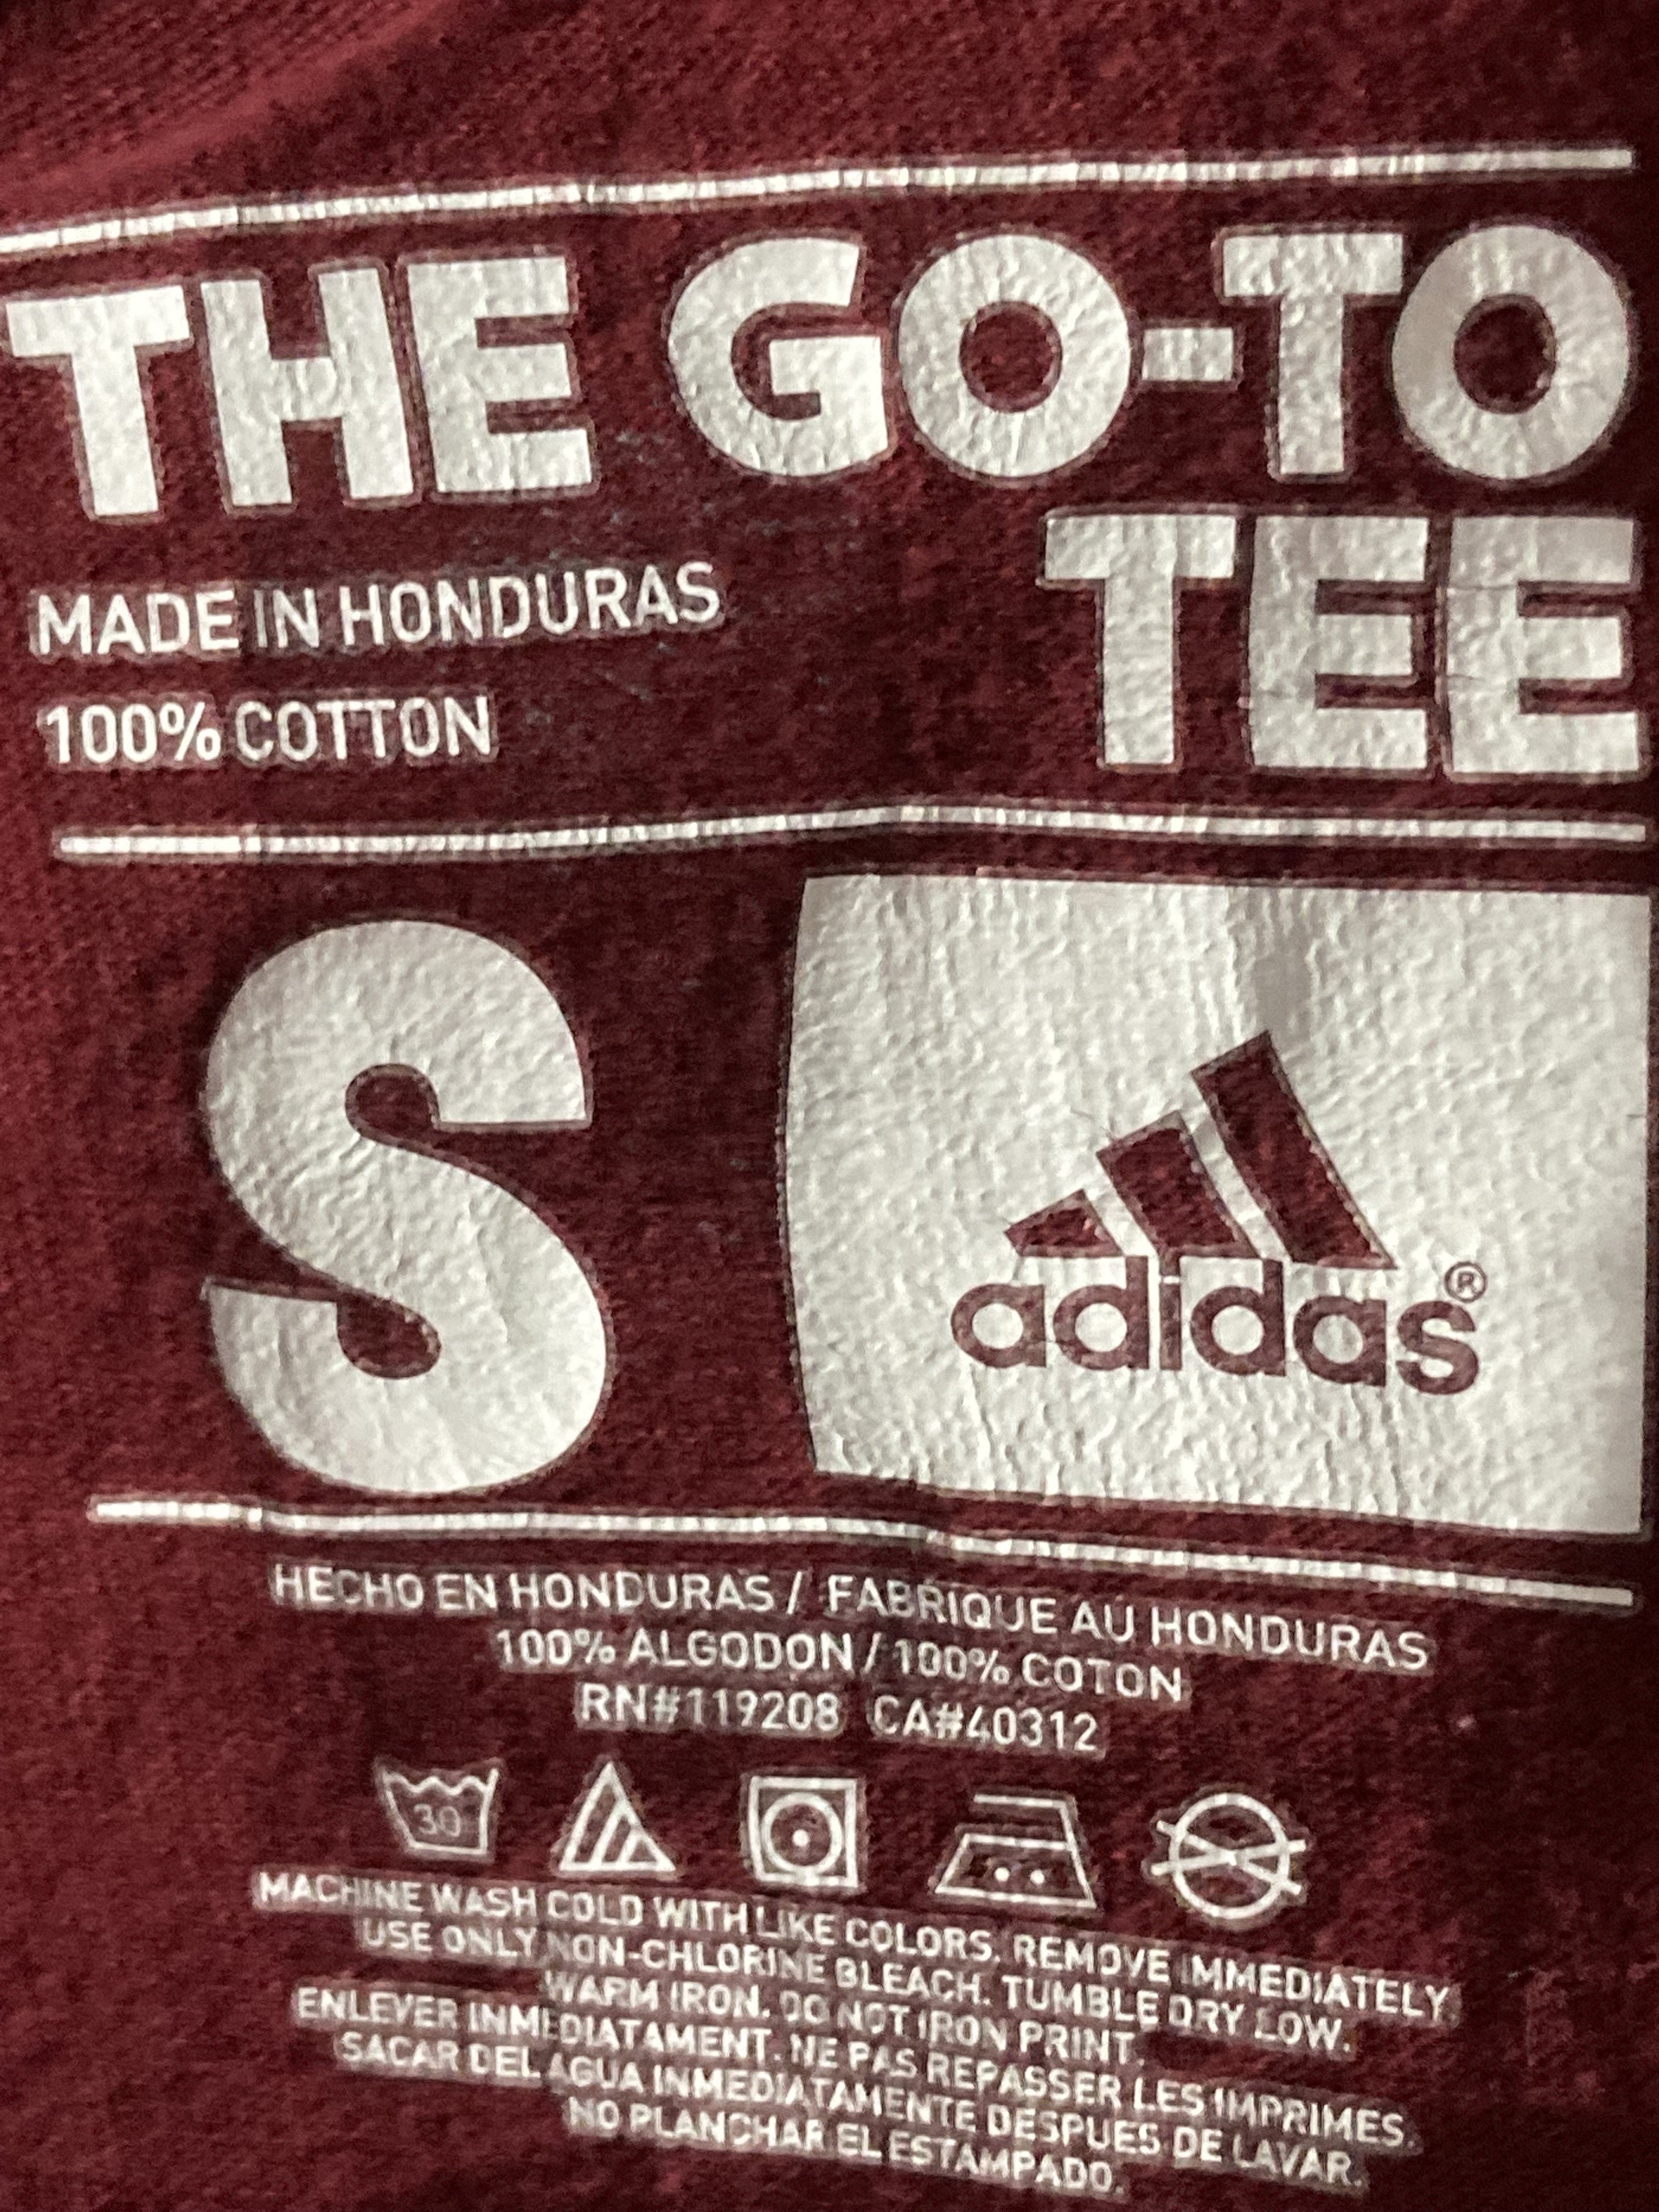 THE GO-TO
TEE
MADE IN HONDURAS
100% COTTON
S
adidas®
HECHO EN HONDURAS / FABRIQUE AU HONDURAS
100% ALGODON / 100% COTON
RN#119208 CA#40312
30
MACHINE WASH COLD WITH LIKE COLORS. REMOVE IMMEDIATELY.
USE ONLY NON-CHLORINE BLEACH. TUMBLE DRY LOW.
WARM IRON. DO NOT IRON PRINT.
ENLEVER INMEDIATAMENT. NE PAS REPASSER LES IMPRIMES.
SACAR DEL AGUA INMEDIATAMENTE DESPUES DE LAVAR.
NO PLANCHAR EL ESTAMPADO.